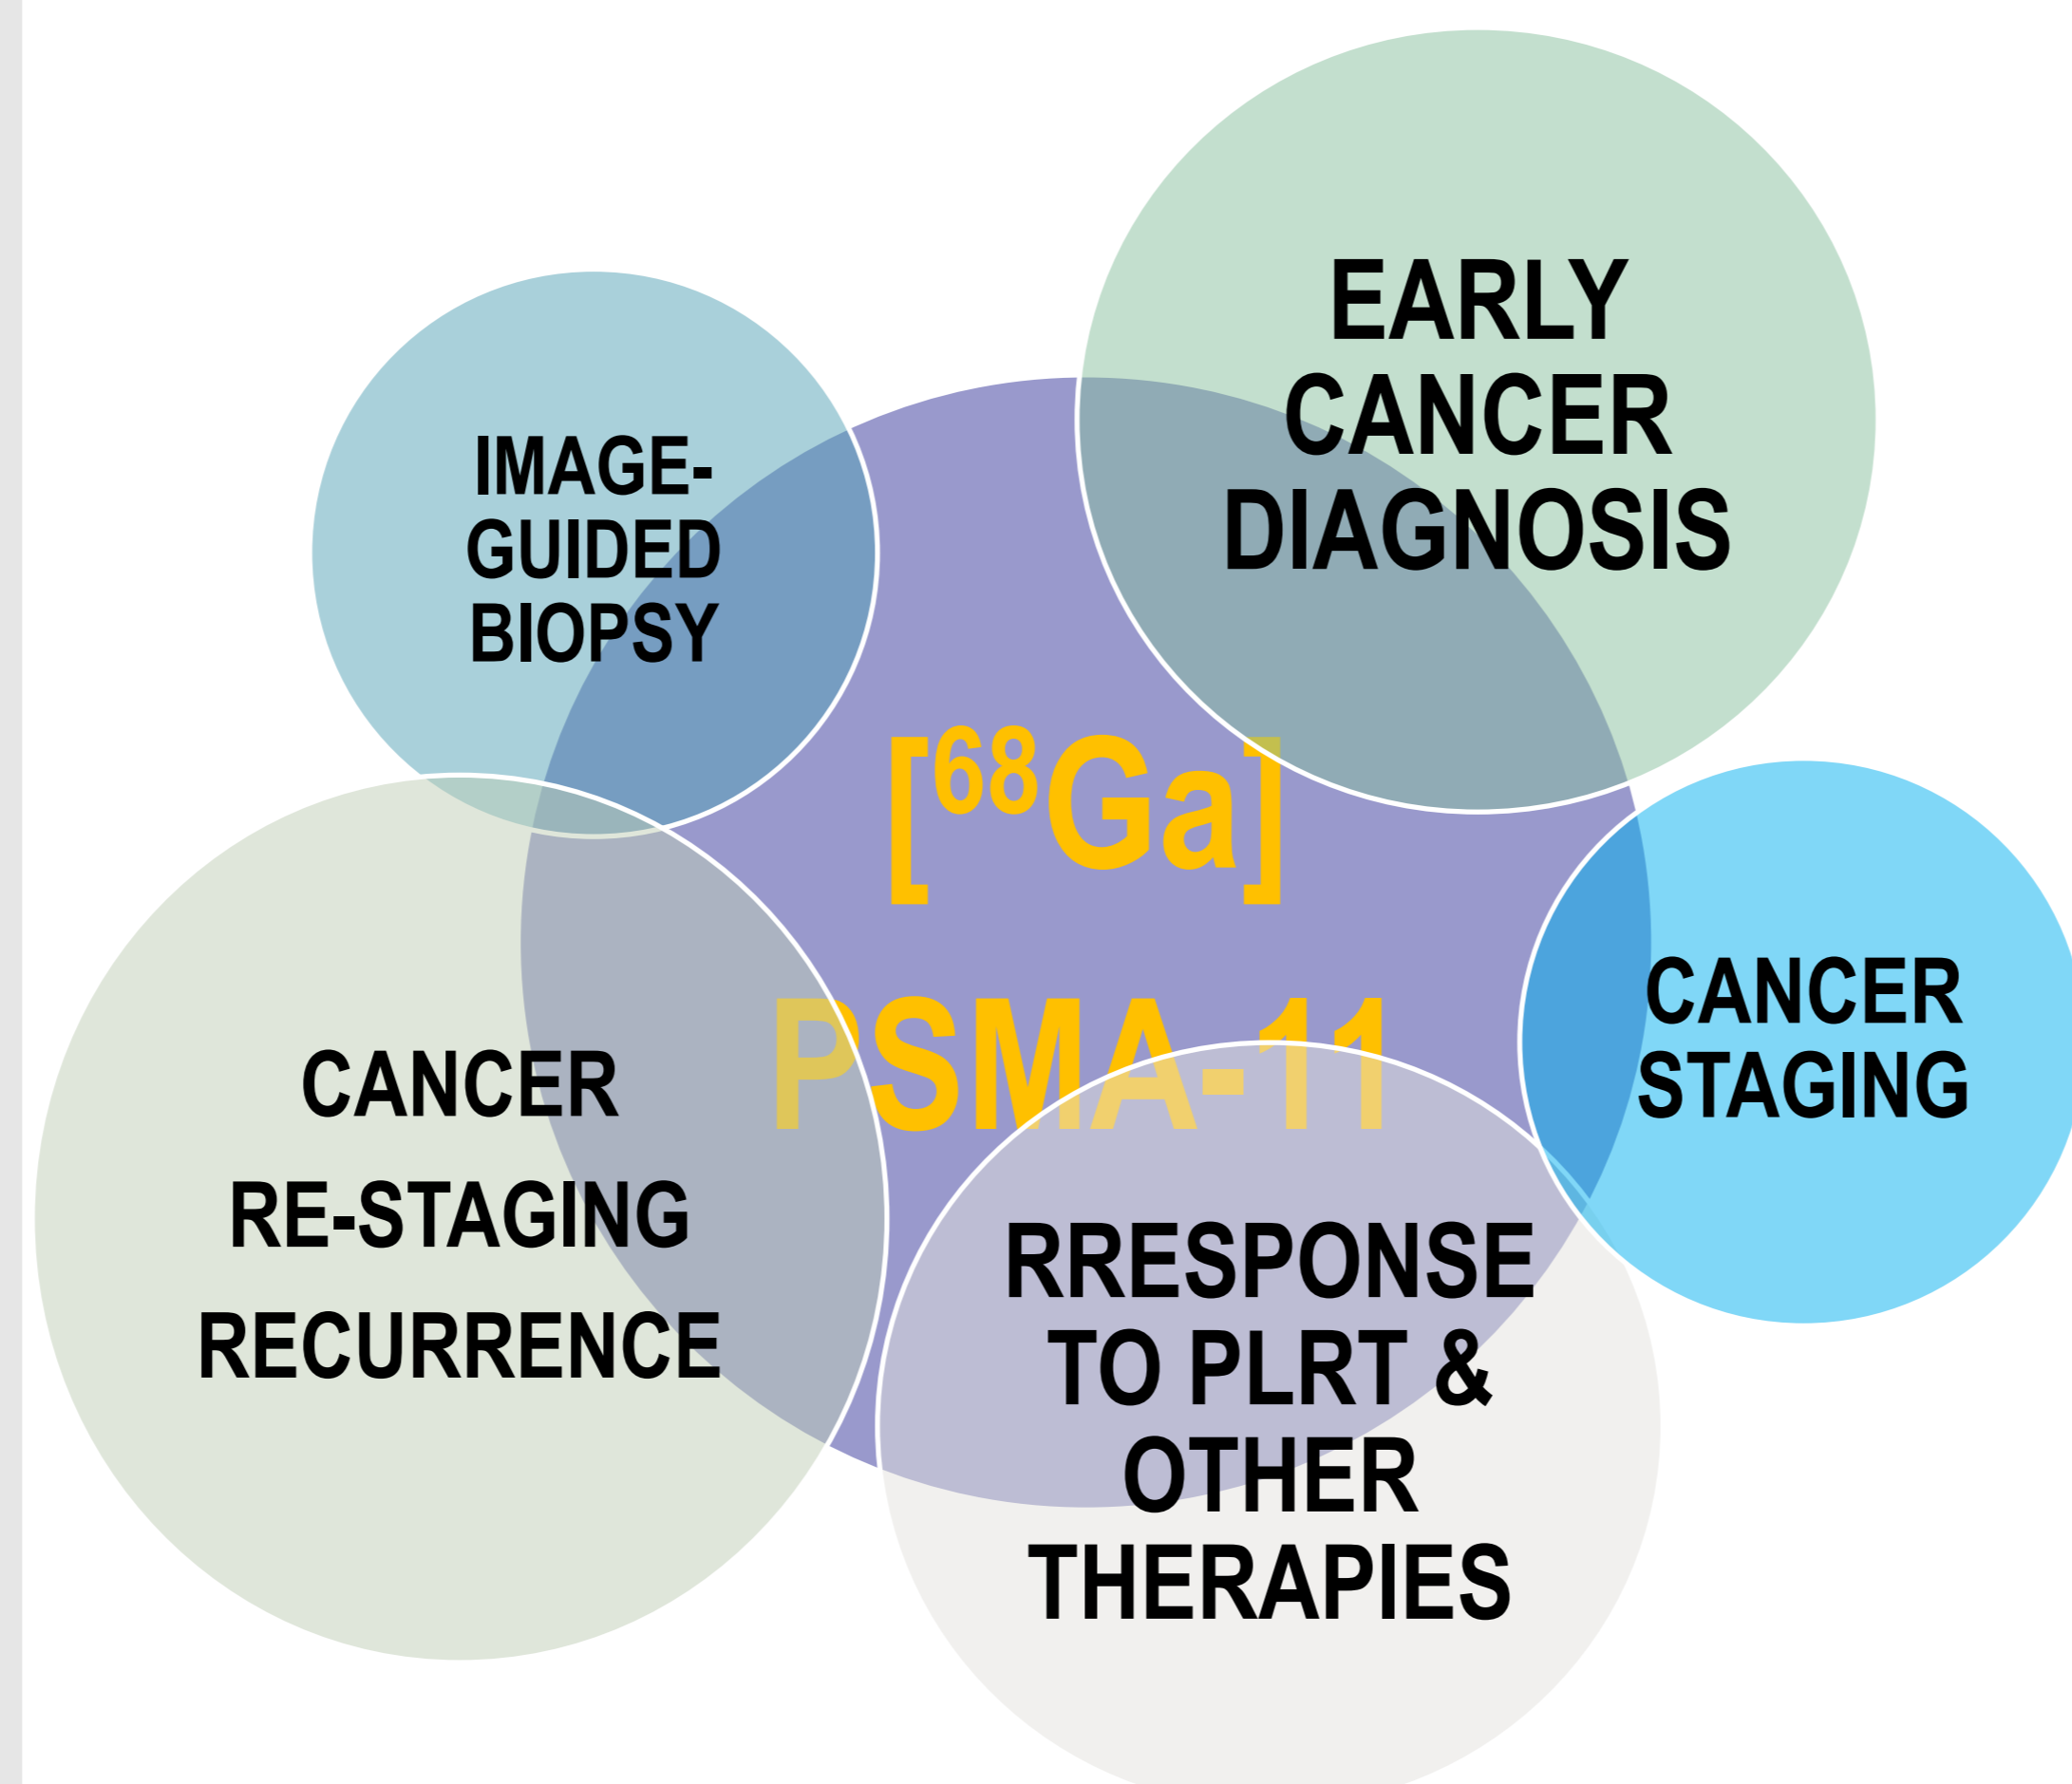 EARLY
CANCER
DIAGNOSIS
IMAGE-
GUIDED
BIOPSY
[⁶⁸Ga]
PSMA-11
CANCER
STAGING
CANCER
RE-STAGING
RECURRENCE
RRESPONSE
TO PLRT &
OTHER
THERAPIES